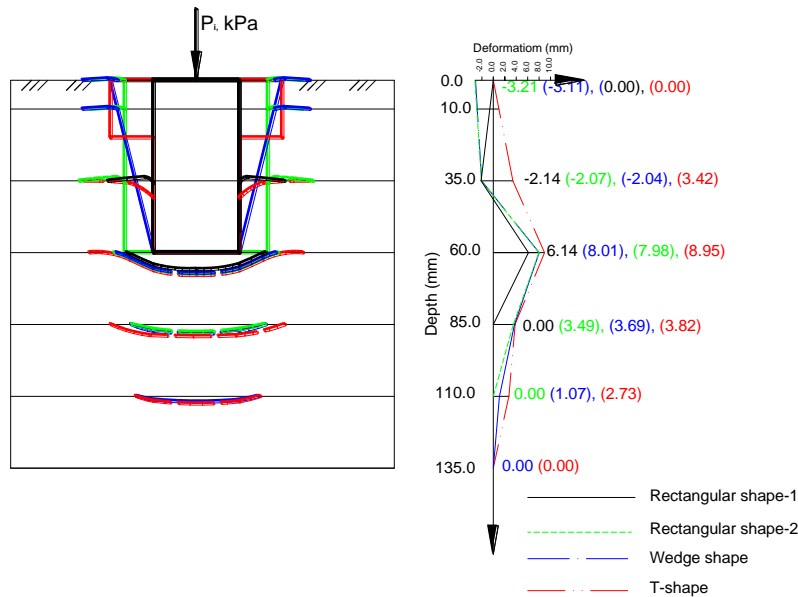 P i, kPa
Deformatiom (mm)
-2.0 0.0 2.0 4.0 6.0 8.0 10.0
0.0
-3.21 (-3.11), (0.00), (0.00)
10.0
35.0
-2.14 (-2.07), (-2.04), (3.42)
60.0
6.14 (8.01), (7.98), (8.95)
Depth (mm)
85.0
0.00 (3.49), (3.69), (3.82)
110.0
0.00 (1.07), (2.73)
135.0
0.00 (0.00)
Rectangular shape-1
Rectangular shape-2
Wedge shape
T-shape